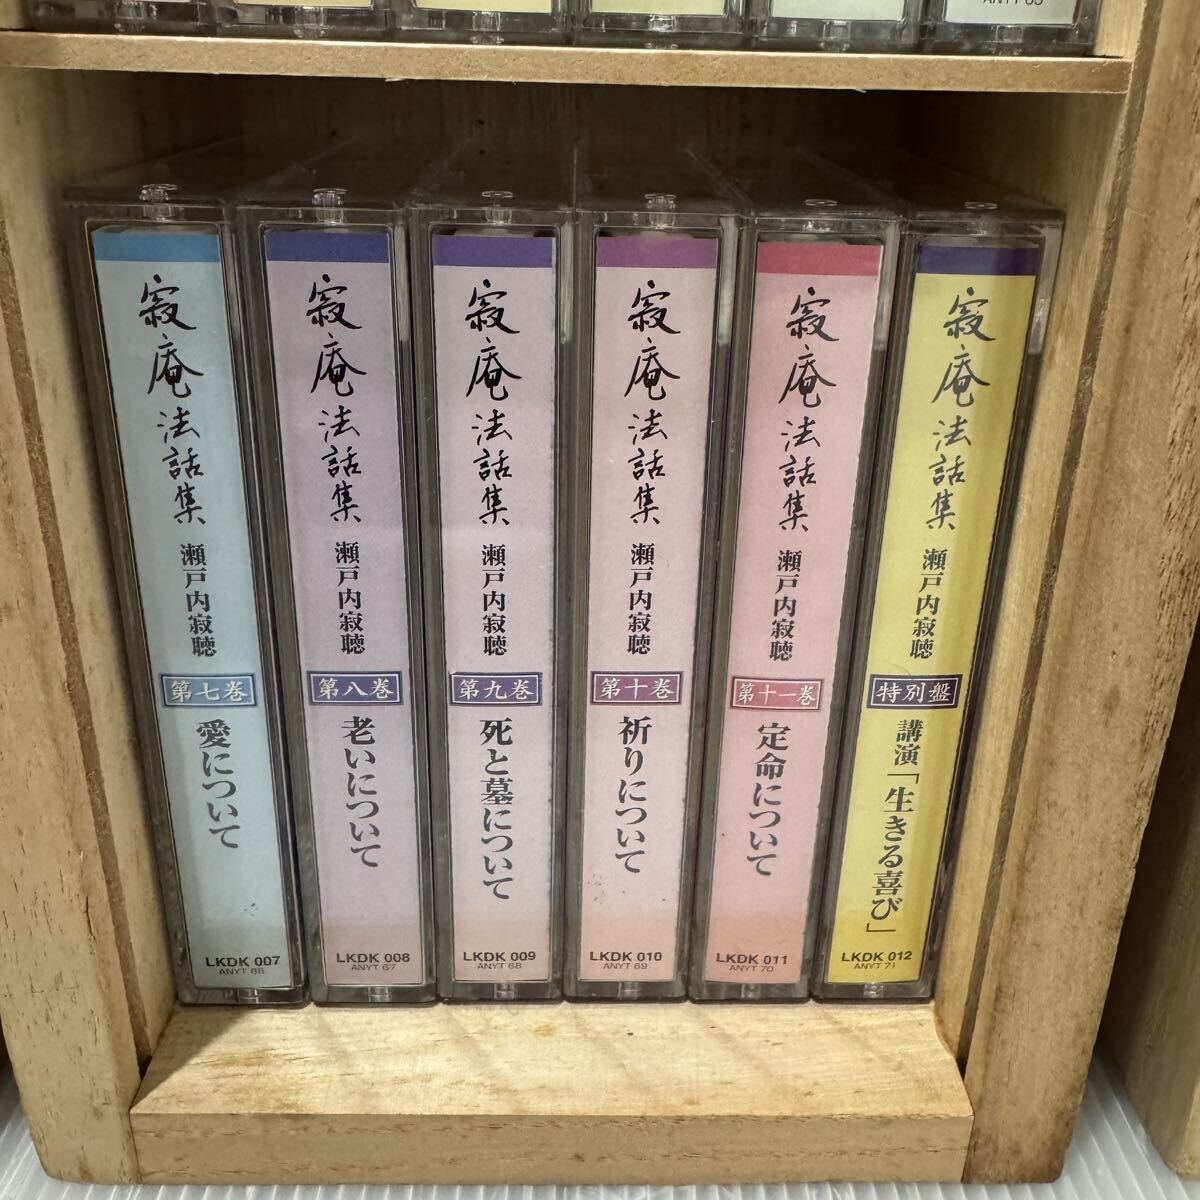 ANYT 65
寂庵法話集 瀬戸内寂聴
第七巻
愛について
LKDK 007
ANYT 66
寂庵法話集 瀬戸内寂聴
第八巻
老いについて
LKDK 008
ANYT 67
寂庵法話集 瀬戸内寂聴
第九巻
死と墓について
LKDK 009
ANYT 68
寂庵法話集 瀬戸内寂聴
第十巻
祈りについて
LKDK 010
ANYT 69
寂庵法話集 瀬戸内寂聴
第十一巻
定命について
LKDK 011
ANYT 70
寂庵法話集 瀬戸内寂聴
特別盤
講演「生きる喜び」
LKDK 012
ANYT 71